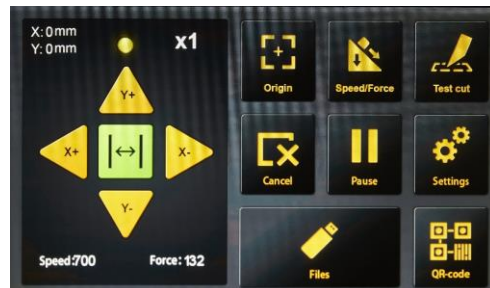 X:0mm
Y:0mm
x1
Y+
X+
X-
Y-
Speed:700
Force:132
Origin
Speed/Force
Test cut
Cancel
Pause
Settings
Files
QR-code